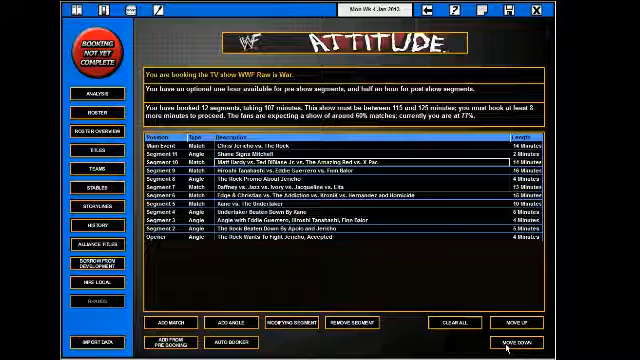 Mon Wk 4 Jan 2013
BOOKING
NOT YET
COMPLETE
WF ATTITUDE.
You are booking the TV show WWF Raw is War.
You have an optional one hour available for pre-show segments, and half an hour for post show segments.
You have booked 12 segments, taking 107 minutes. This show must be between 115 and 125 minutes; you must book at least 8
more minutes to proceed. The fans are expecting a show of around 60% matches; currently you are at 77%.
ANALYSIS
ROSTER
ROSTER OVERVIEW
TITLES
TEAMS
STABLES
STORYLINES
HISTORY
ALLIANCE TITLES
BORROW FROM
DEVELOPMENT
HIRE LOCAL
IMPORT DATA
Position Type Description Length
Main Event Match Chris Jericho vs. The Rock 14 Minutes
Segment 11 Angle Shane Signs Mitchell 2 Minutes
Segment 10 Match Matt Hardy vs. Ted DiBiase Jr. vs. The Amazing Red vs. X Pac 14 Minutes
Segment 9 Match Hiroshi Tanahashi vs. Eddie Guerrero vs. Finn Balor 16 Minutes
Segment 8 Angle The Rock Promo About Jericho 4 Minutes
Segment 7 Match Daffney vs. Jazz vs. Ivory vs. Jacqueline vs. Lita 13 Minutes
Segment 6 Match Edge & Christian vs. The Acolytes vs. KroniK vs. Hernandez and Homicide 15 Minutes
Segment 5 Match Kane vs. The Undertaker 10 Minutes
Segment 4 Angle Undertaker Beaten Down By Kane 6 Minutes
Segment 3 Angle Angle with Eddie Guerrero, Hiroshi Tanahashi, Finn Balor 4 Minutes
Segment 2 Angle The Rock Beaten Down By Apolo and Jericho 5 Minutes
Opener Angle The Rock Wants To Fight Jericho, Accepted 4 Minutes
ADD MATCH ADD ANGLE MODIFYING SEGMENT REMOVE SEGMENT CLEAR ALL MOVE UP
ADD FROM
PRE BOOKING
AUTO BOOKER
MOVE DOWN